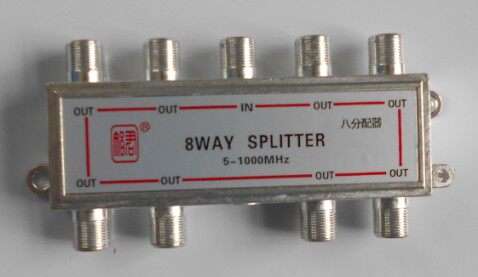 OUT OUT IN OUT OUT
® 八分配器
8WAY SPLITTER
5-1000MHz
OUT OUT OUT OUT